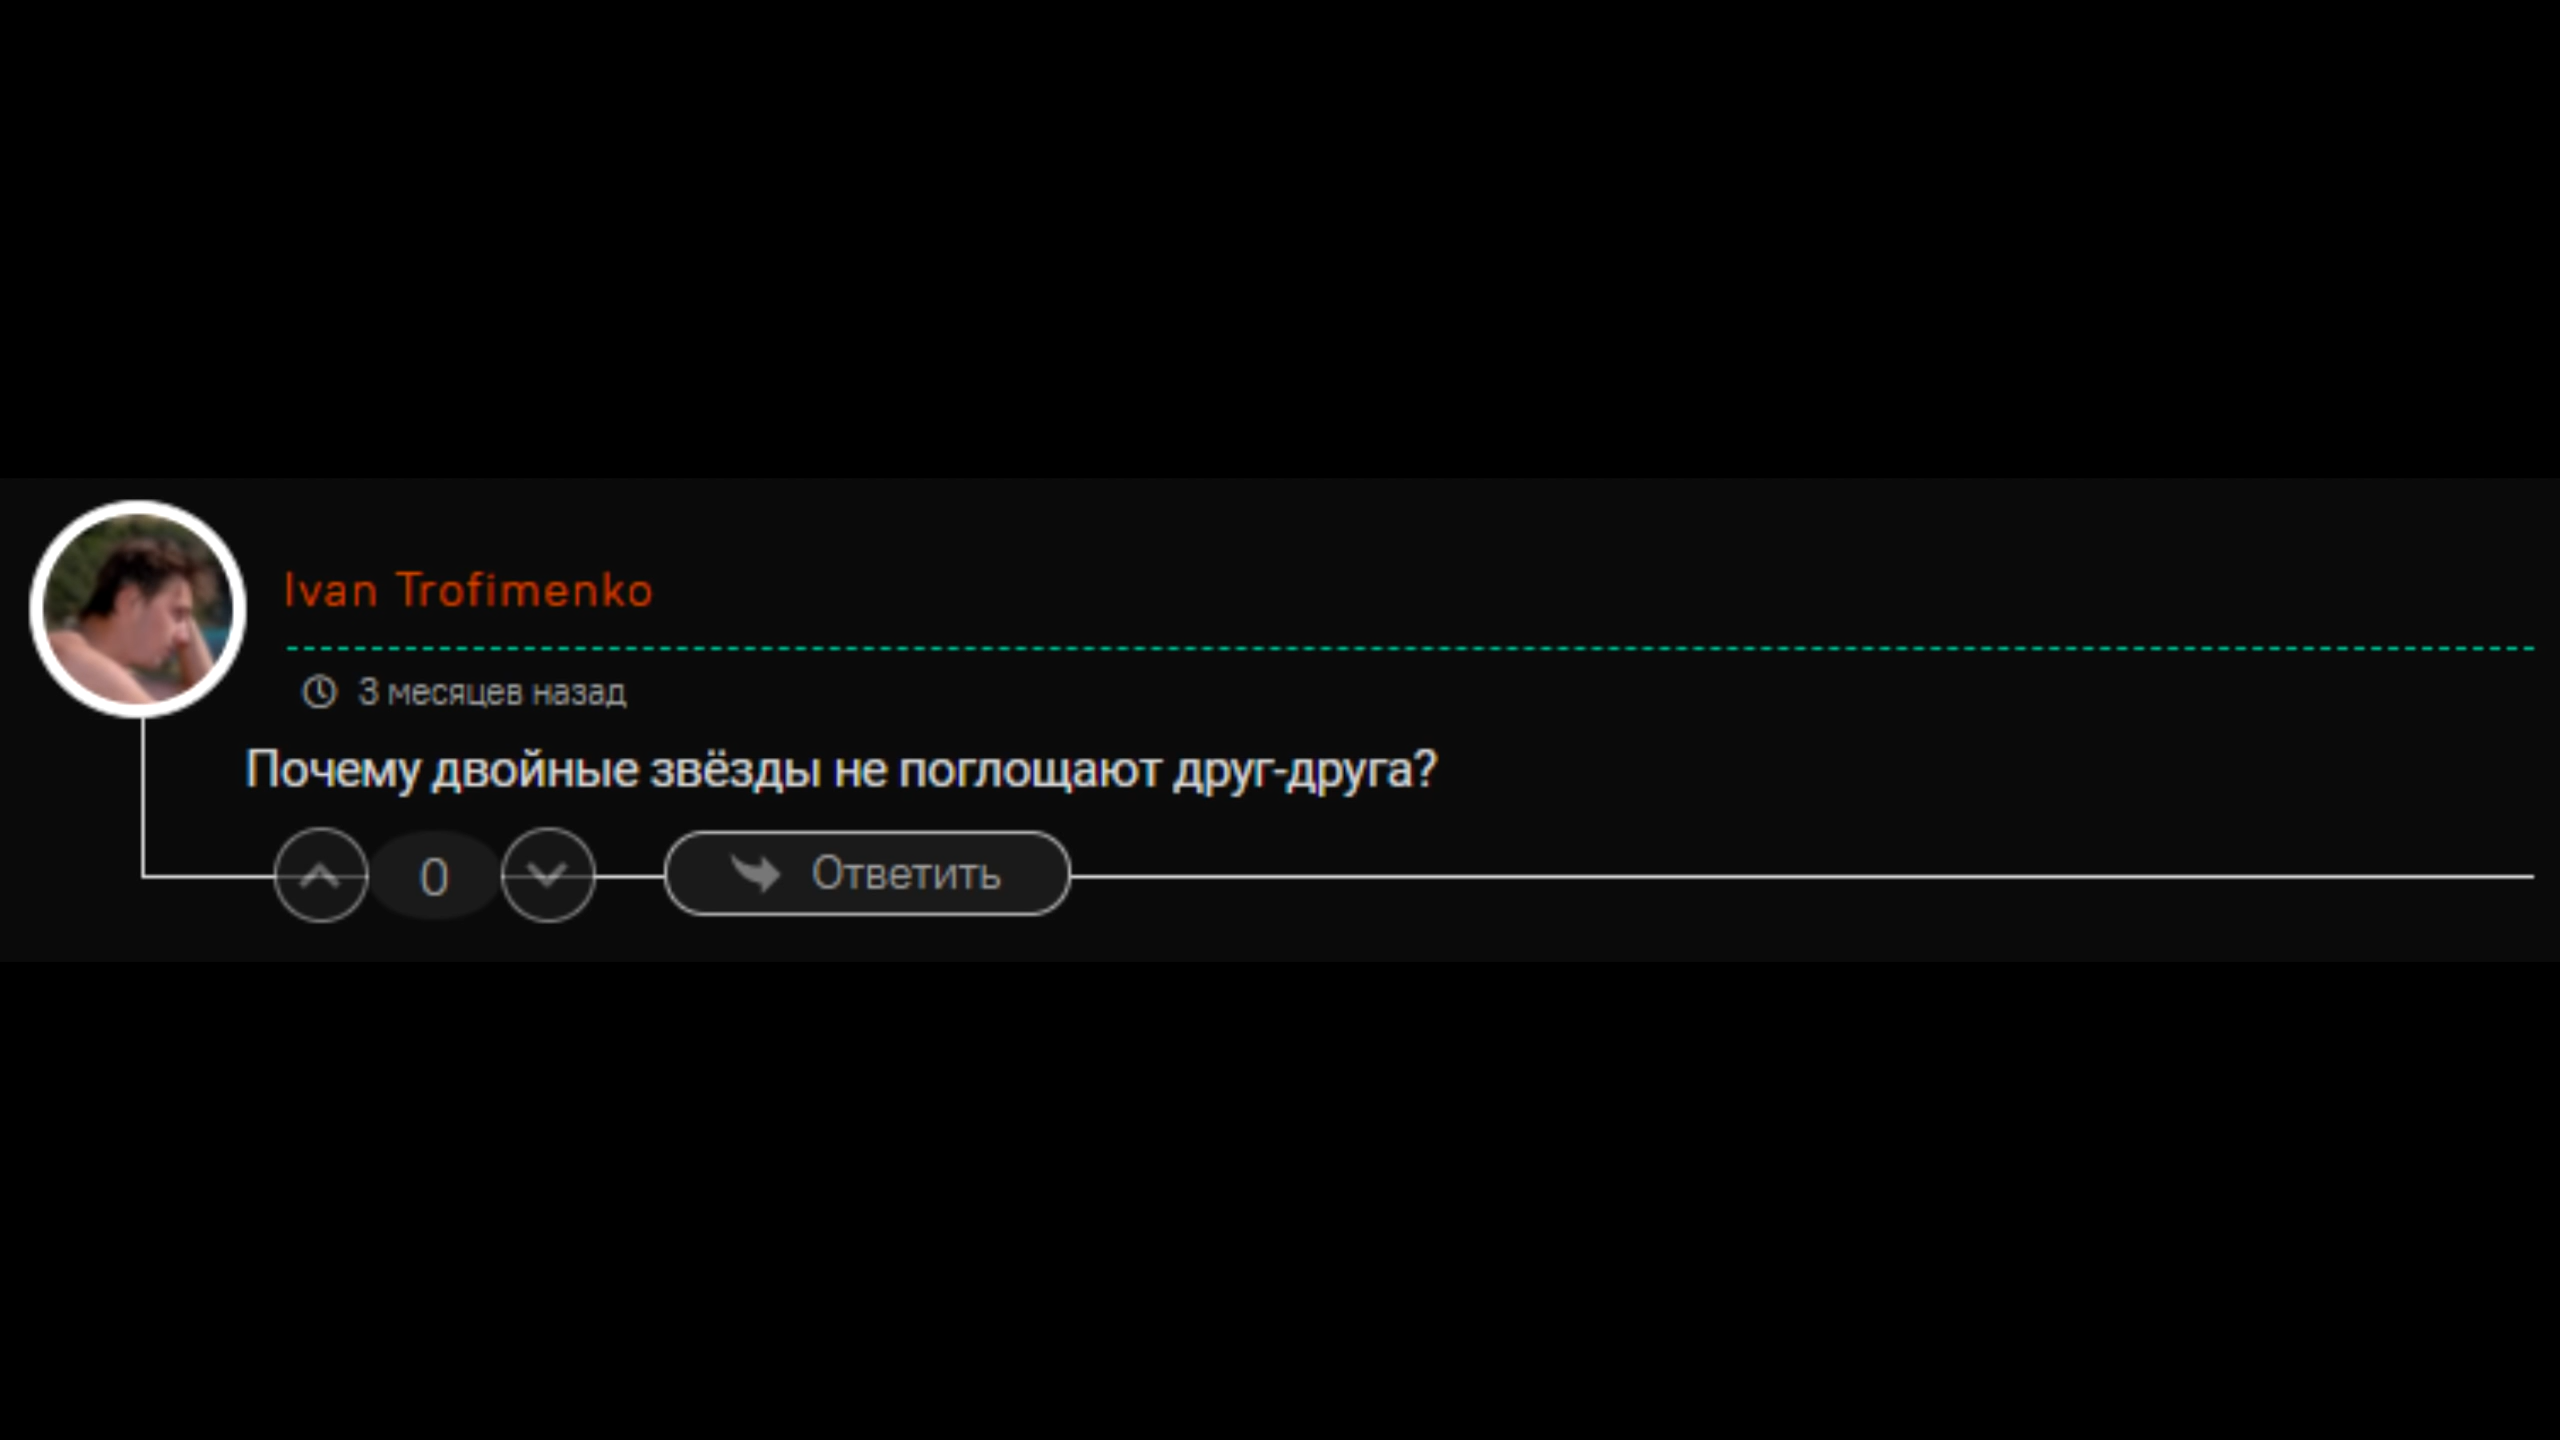 Ivan Trofimenko
3 месяцев назад
Почему двойные звёзды не поглощают друг-друга?
0
Ответить